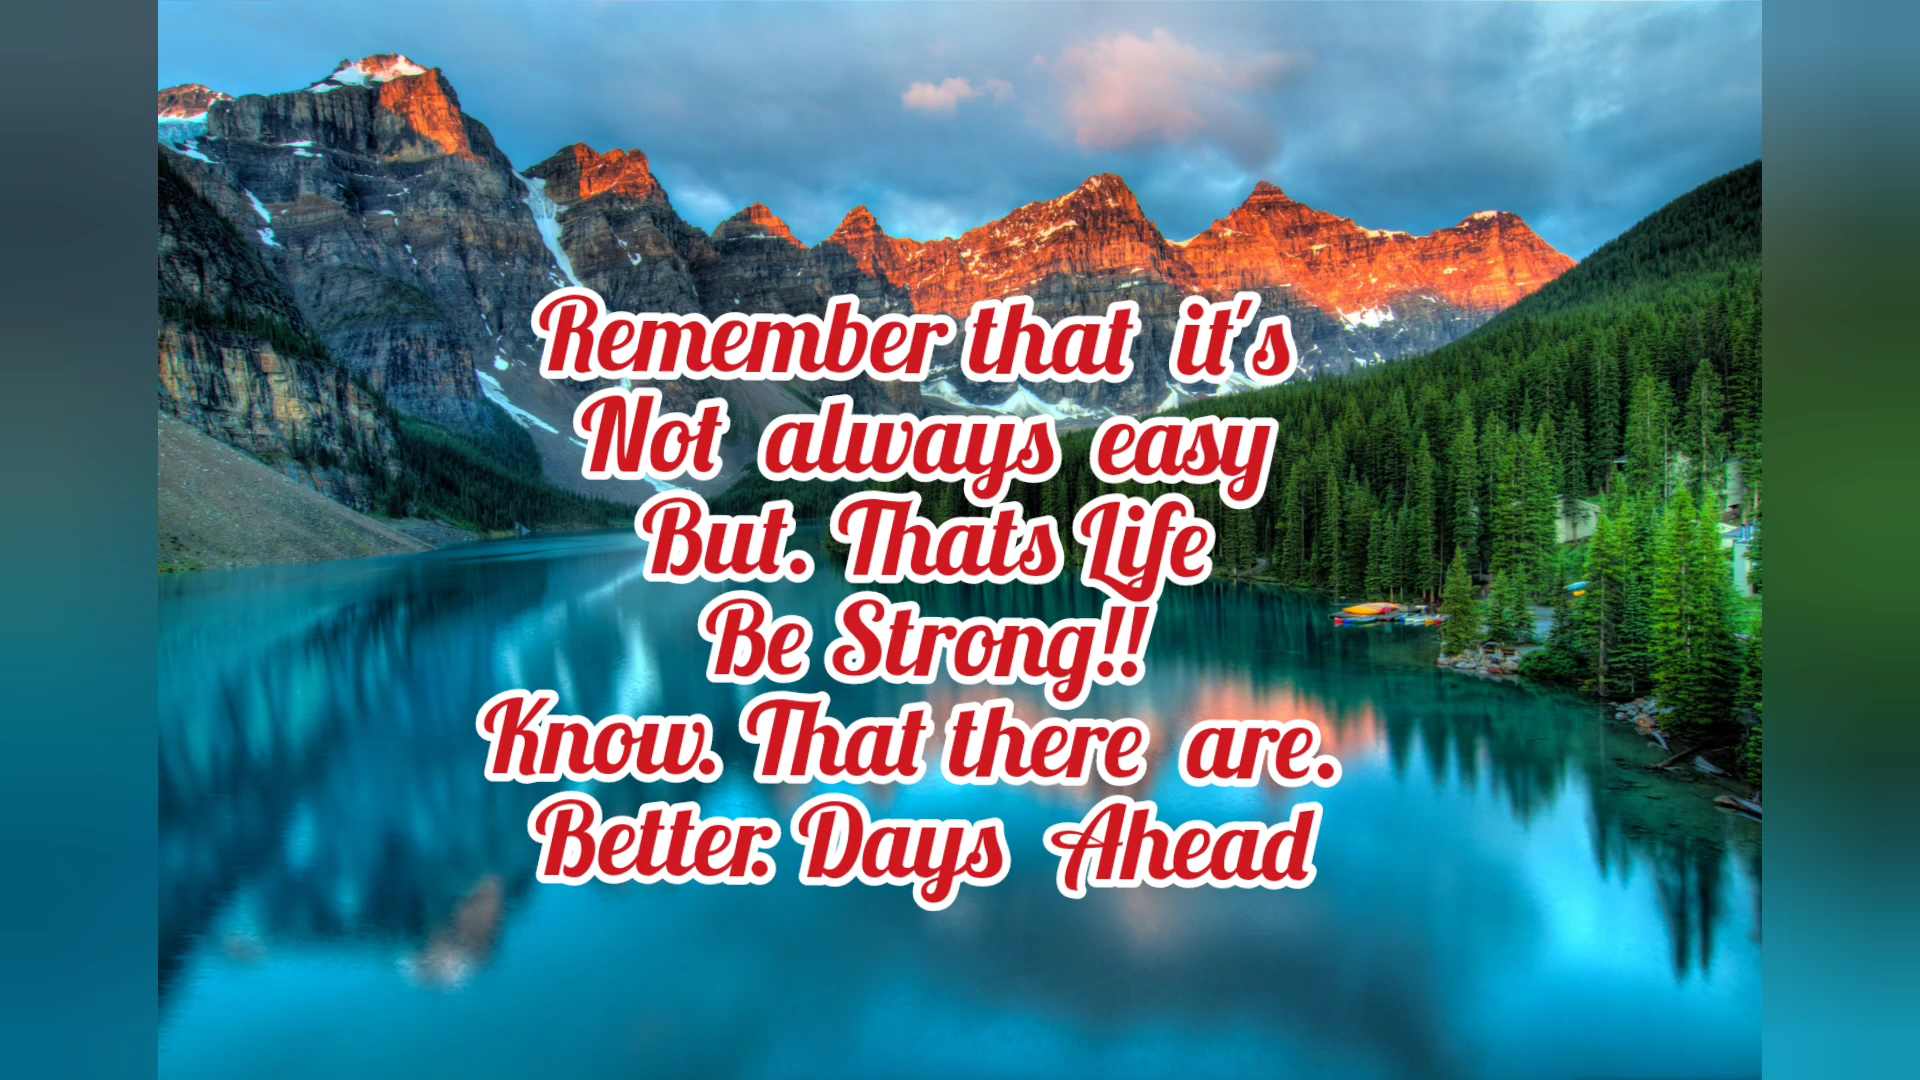 Remember that it's
Not always easy
But. Thats Life
Be Strong!!
Know. That there are.
Better. Days Ahead